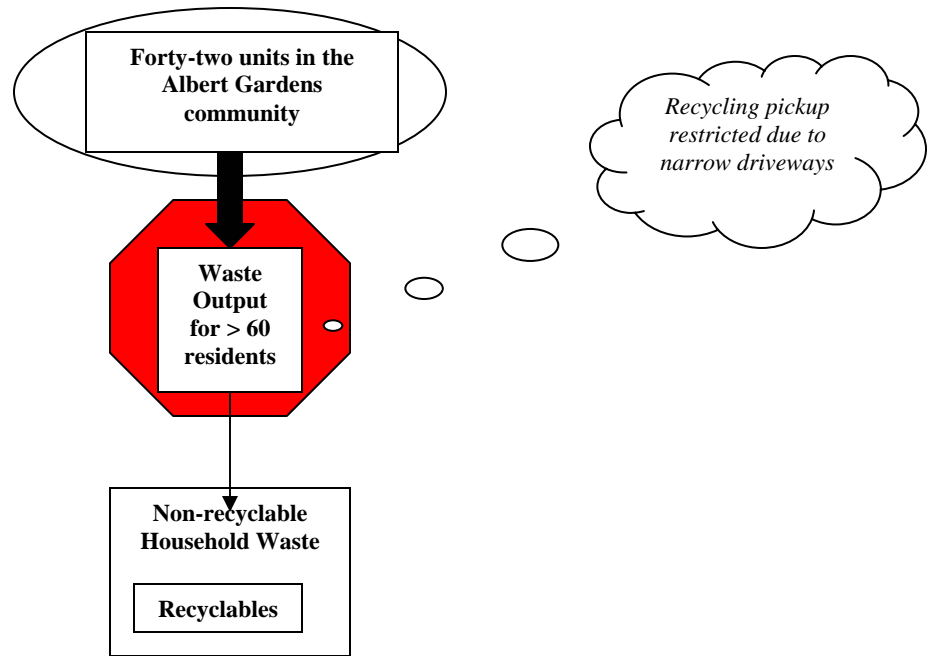 Forty-two units in the
Albert Gardens
community
Recycling pickup
restricted due to
narrow driveways
Waste
Output
for > 60
residents
Non-recyclable
Household Waste
Recyclables